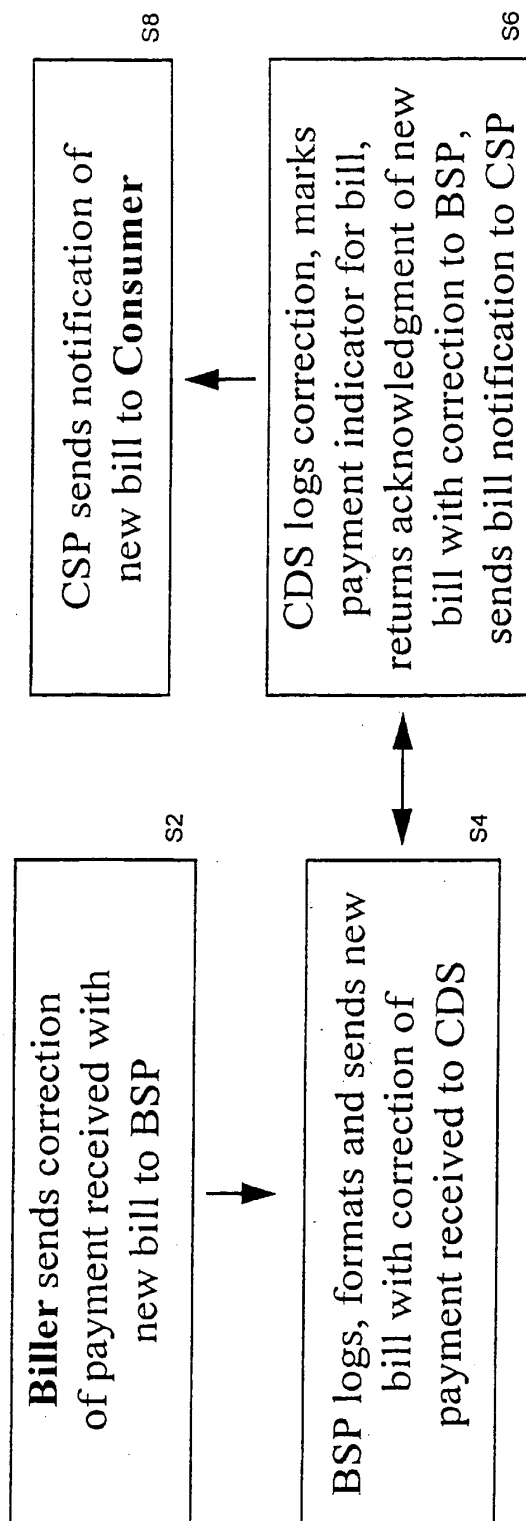 Biller sends correction
of payment received with
new bill to BSP
S2
BSP logs, formats and sends new
bill with correction of
payment received to CDS
S4
CDS logs correction, marks
payment indicator for bill,
returns acknowledgment of new
bill with correction to BSP,
sends bill notification to CSP
S6
CSP sends notification of
new bill to Consumer
S8